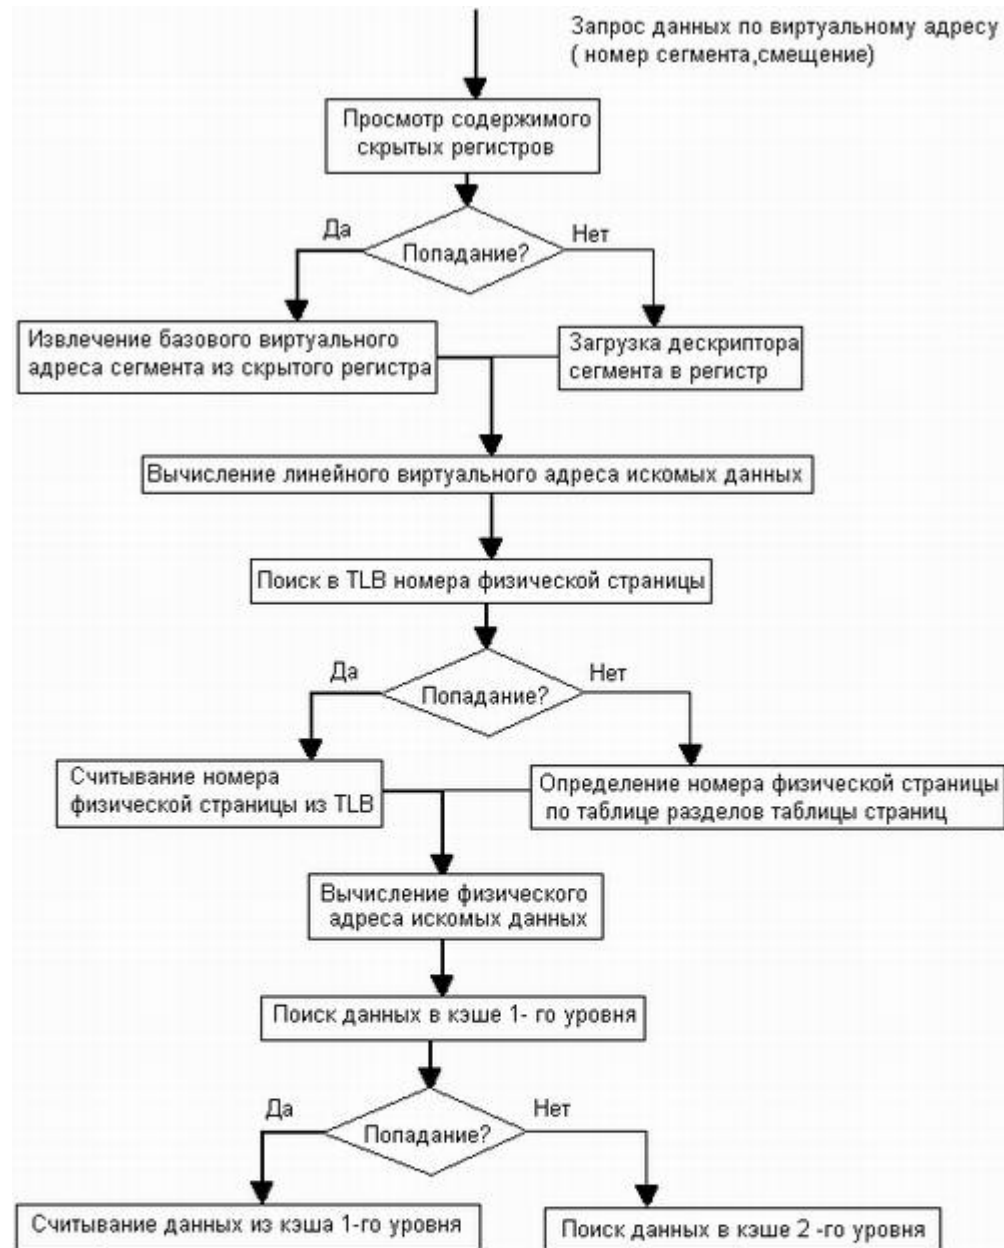 Запрос данных по виртуальному адресу
( номер сегмента,смещение)
Просмотр содержимого
скрытых регистров
Да
Попадание?
Нет
Извлечение базового виртуального
адреса сегмента из скрытого регистра
Загрузка дескриптора
сегмента в регистр
Вычисление линейного виртуального адреса искомых данных
Поиск в TLB номера физической страницы
Да
Попадание?
Нет
Считывание номера
физической страницы из TLB
Определение номера физической страницы
по таблице разделов таблицы страниц
Вычисление физического
адреса искомых данных
Поиск данных в кэше 1- го уровня
Да
Попадание?
Нет
Считывание данных из кэша 1-го уровня
Поиск данных в кэше 2 -го уровня